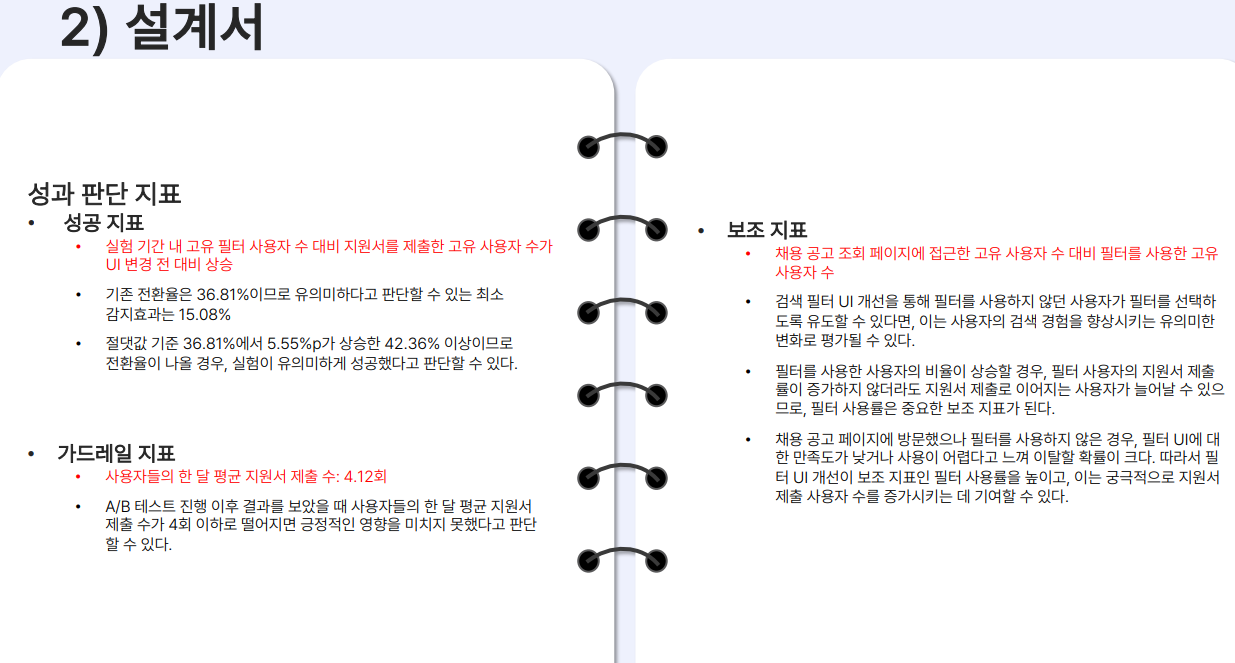 2) 설계서
성과 판단 지표
• 성공 지표
• 실험 기간 내 고유 필터 사용자 수 대비 지원서를 제출한 고유 사용자 수가
UI 변경 전 대비 상승
• 기존 전환율은 36.81%이므로 유의미하다고 판단할 수 있는 최소
감지효과는 15.08%
• 절댓값 기준 36.81%에서 5.55%p가 상승한 42.36% 이상이므로
전환율이 나올 경우, 실험이 유의미하게 성공했다고 판단할 수 있다.
• 가드레일 지표
• 사용자들의 한 달 평균 지원서 제출 수: 4.12회
• A/B 테스트 진행 이후 결과를 보았을 때 사용자들의 한 달 평균 지원서
제출 수가 4회 이하로 떨어지면 긍정적인 영향을 미치지 못했다고 판단
할 수 있다.
• 보조 지표
• 채용 공고 조회 페이지에 접근한 고유 사용자 수 대비 필터를 사용한 고유
사용자 수
• 검색 필터 UI 개선을 통해 필터를 사용하지 않던 사용자가 필터를 선택하
도록 유도할 수 있다면, 이는 사용자의 검색 경험을 향상시키는 유의미한
변화로 평가될 수 있다.
• 필터를 사용한 사용자의 비율이 상승할 경우, 필터 사용자의 지원서 제출
률이 증가하지 않더라도 지원서 제출로 이어지는 사용자가 늘어날 수 있으
므로, 필터 사용률은 중요한 보조 지표가 된다.
• 채용 공고 페이지에 방문했으나 필터를 사용하지 않은 경우, 필터 UI에 대
한 만족도가 낮거나 사용이 어렵다고 느껴 이탈할 확률이 크다. 따라서 필
터 UI 개선이 보조 지표인 필터 사용률을 높이고, 이는 궁극적으로 지원서
제출 사용자 수를 증가시키는 데 기여할 수 있다.